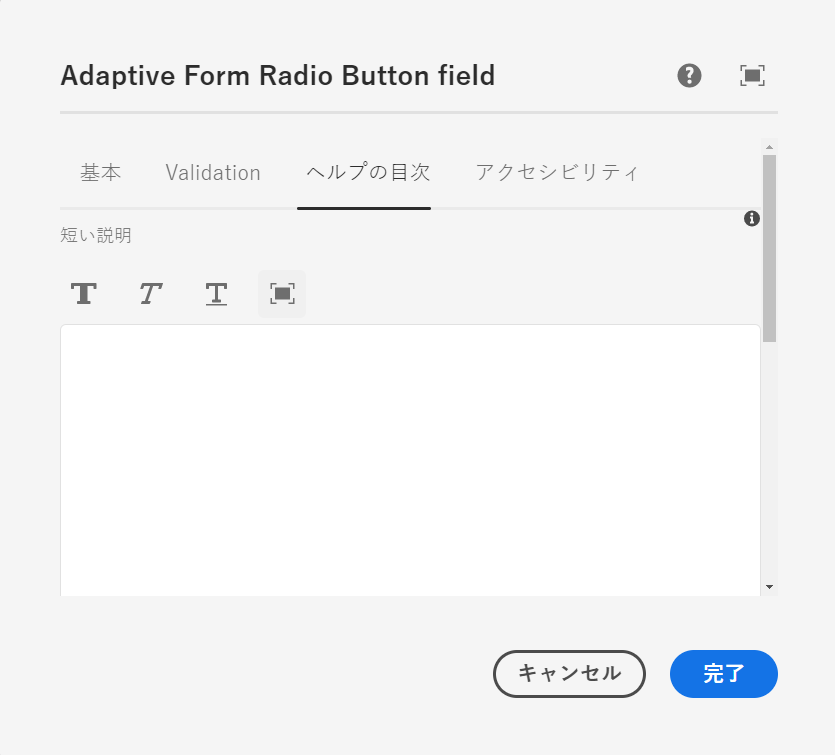 Adaptive Form Radio Button field
基本 Validation ヘルプの目次 アクセシビリティ
短い説明
T T T
キャンセル 完了